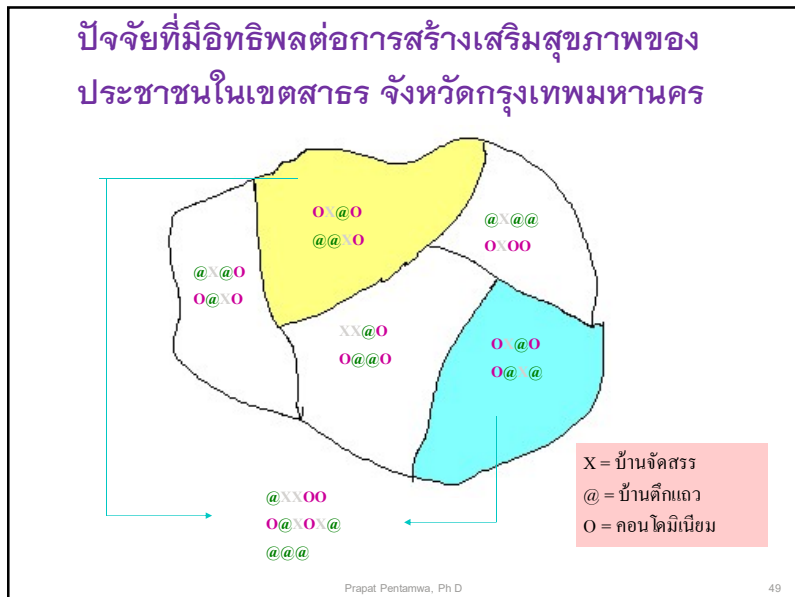 ปัจจัยที่มีอิทธิพลต่อการสร้างเสริมสุขภาพของ
ประชาชนในเขตสาธร จังหวัดกรุงเทพมหานคร
OX@O
@@XO
@X@@
OXOO
@X@O
O@XO
XX@O
O@@O
OX@O
O@X@
X = บ้านจัดสรร
@ = บ้านตึกแถว
O = คอนโดมิเนียม
@XXOO
O@XOX@
@@@
Prapat Pentamwa, Ph D
49